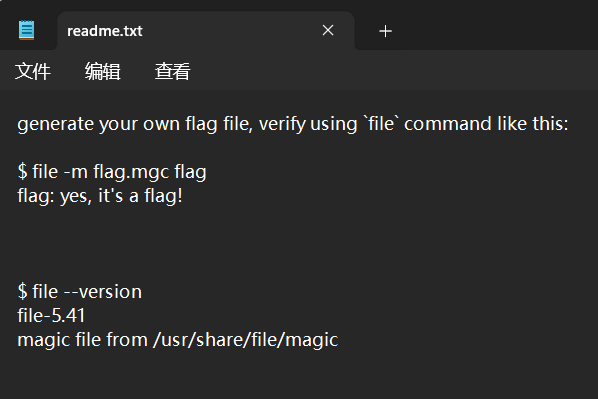 readme.txt
文件 编辑 查看
generate your own flag file, verify using `file` command like this:
$ file -m flag.mgc flag
flag: yes, it's a flag!
$ file --version
file-5.41
magic file from /usr/share/file/magic